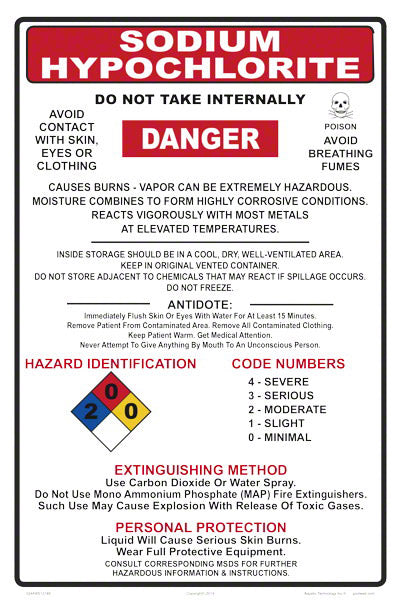 SODIUM
HYPOCHLORITE
DO NOT TAKE INTERNALLY
AVOID
CONTACT
WITH SKIN,
EYES OR
CLOTHING
DANGER
POISON
AVOID
BREATHING
FUMES
CAUSES BURNS - VAPOR CAN BE EXTREMELY HAZARDOUS.
MOISTURE COMBINES TO FORM HIGHLY CORROSIVE CONDITIONS.
REACTS VIGOROUSLY WITH MOST METALS
AT ELEVATED TEMPERATURES.
INSIDE STORAGE SHOULD BE IN A COOL, DRY, WELL-VENTILATED AREA.
KEEP IN ORIGINAL VENTED CONTAINER.
DO NOT STORE ADJACENT TO CHEMICALS THAT MAY REACT IF SPILLAGE OCCURS.
DO NOT FREEZE.
ANTIDOTE:
Immediately Flush Skin Or Eyes With Water For At Least 15 Minutes.
Remove Patient From Contaminated Area. Remove All Contaminated Clothing.
Keep Patient Warm. Get Medical Attention.
Never Attempt To Give Anything By Mouth To An Unconscious Person.
HAZARD IDENTIFICATION
0
2 0
CODE NUMBERS
4 - SEVERE
3 - SERIOUS
2 - MODERATE
1 - SLIGHT
0 - MINIMAL
EXTINGUISHING METHOD
Use Carbon Dioxide Or Water Spray.
Do Not Use Mono Ammonium Phosphate (MAP) Fire Extinguishers.
Such Use May Cause Explosion With Release Of Toxic Gases.
PERSONAL PROTECTION
Liquid Will Cause Serious Skin Burns.
Wear Full Protective Equipment.
CONSULT CORRESPONDING MSDS FOR FURTHER
HAZARDOUS INFORMATION & INSTRUCTIONS.